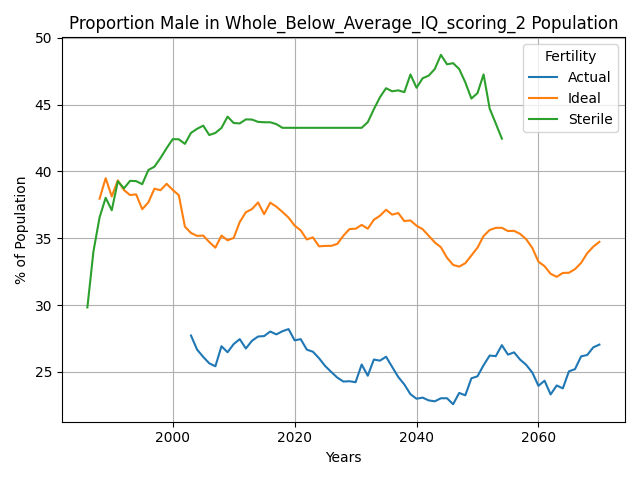 Proportion Male in Whole_Below_Average_IQ_scoring_2 Population
% of Population
50
45
40
35
30
25
2000
2020
2040
2060
Years
Fertility
Actual
Ideal
Sterile